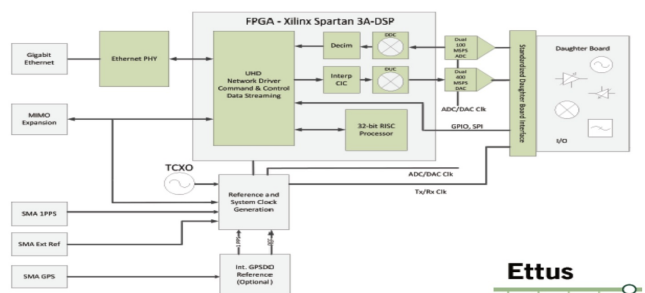 FPGA - Xilinx Spartan 3A-DSP
Gigabit
Ethernet
Ethernet PHY
UHD
Network Driver
Command & Control
Data Streaming
Decim
DDC
Dual
100
MSPS
ADC
Interp
CIC
DUC
Dual
400
MSPS
DAC
ADC/DAC Clk
Standardized Daughter Board Interface
Daughter Board
I/O
MIMO
Expansion
32-bit RISC
Processor
GPIO, SPI
TCXO
ADC/DAC Clk
Tx/Rx Clk
Reference and
System Clock
Generation
SMA 1PPS
SMA Ext Ref
SMA GPS
1PPS
Int. GPSDO
Reference
(Optional)
Ettus